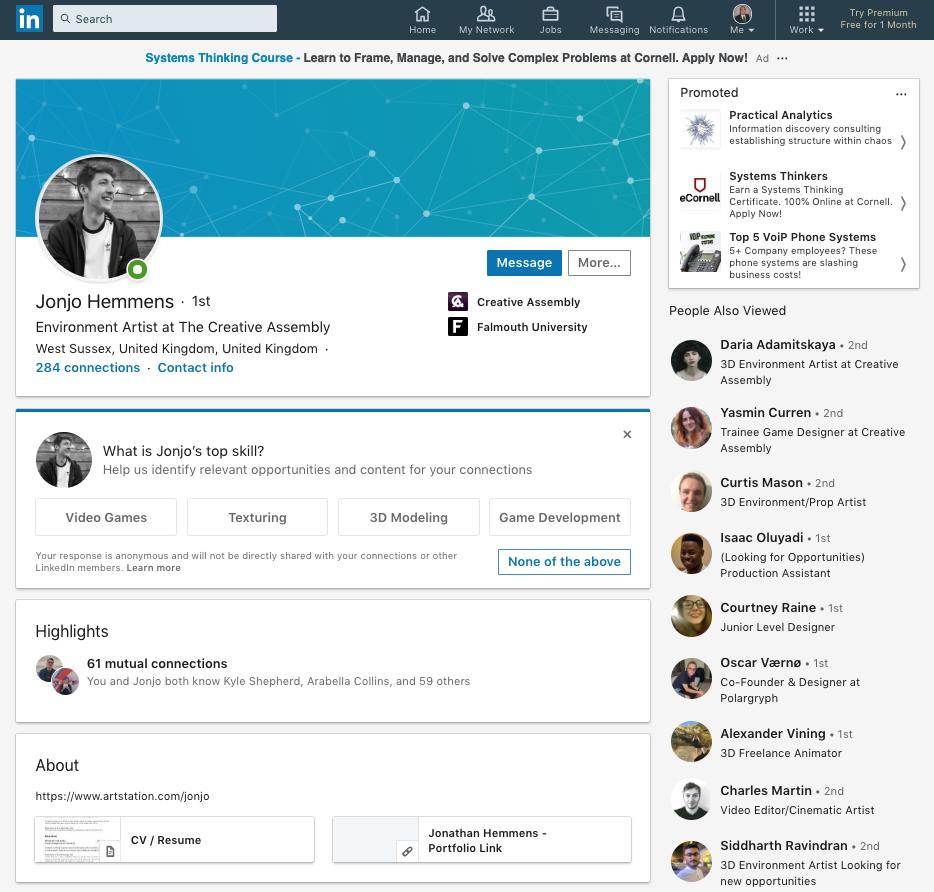 in
Search
Home
My Network
Jobs
Messaging
Notifications
Me
Work
Try Premium
Free for 1 Month
Systems Thinking Course - Learn to Frame, Manage, and Solve Complex Problems at Cornell. Apply Now! Ad ···
Jonjo Hemmens · 1st
Environment Artist at The Creative Assembly
West Sussex, United Kingdom, United Kingdom ·
284 connections · Contact info
Message
More...
Creative Assembly
F
Falmouth University
What is Jonjo’s top skill?
Help us identify relevant opportunities and content for your connections
Video Games
Texturing
3D Modeling
Game Development
Your response is anonymous and will not be directly shared with your connections or other
LinkedIn members. Learn more
None of the above
Highlights
61 mutual connections
You and Jonjo both know Kyle Shepherd, Arabella Collins, and 59 others
About
https://www.artstation.com/jonjo
CV / Resume
Jonathan Hemmens -
Portfolio Link
Promoted
Practical Analytics
Information discovery consulting
establishing structure within chaos
eCornell
Systems Thinkers
Earn a Systems Thinking
Certificate. 100% Online at Cornell.
Apply Now!
VOIP
Top 5 VoiP Phone Systems
5+ Company employees? These
phone systems are slashing
business costs!
People Also Viewed
Daria Adamitskaya • 2nd
3D Environment Artist at Creative
Assembly
Yasmin Curren • 2nd
Trainee Game Designer at Creative
Assembly
Curtis Mason • 2nd
3D Environment/Prop Artist
Isaac Oluyadi • 1st
(Looking for Opportunities)
Production Assistant
Courtney Raine • 1st
Junior Level Designer
Oscar Værnø • 1st
Co-Founder & Designer at
Polargryph
Alexander Vining • 1st
3D Freelance Animator
Charles Martin • 2nd
Video Editor/Cinematic Artist
Siddharth Ravindran • 2nd
3D Environment Artist Looking for
new opportunities